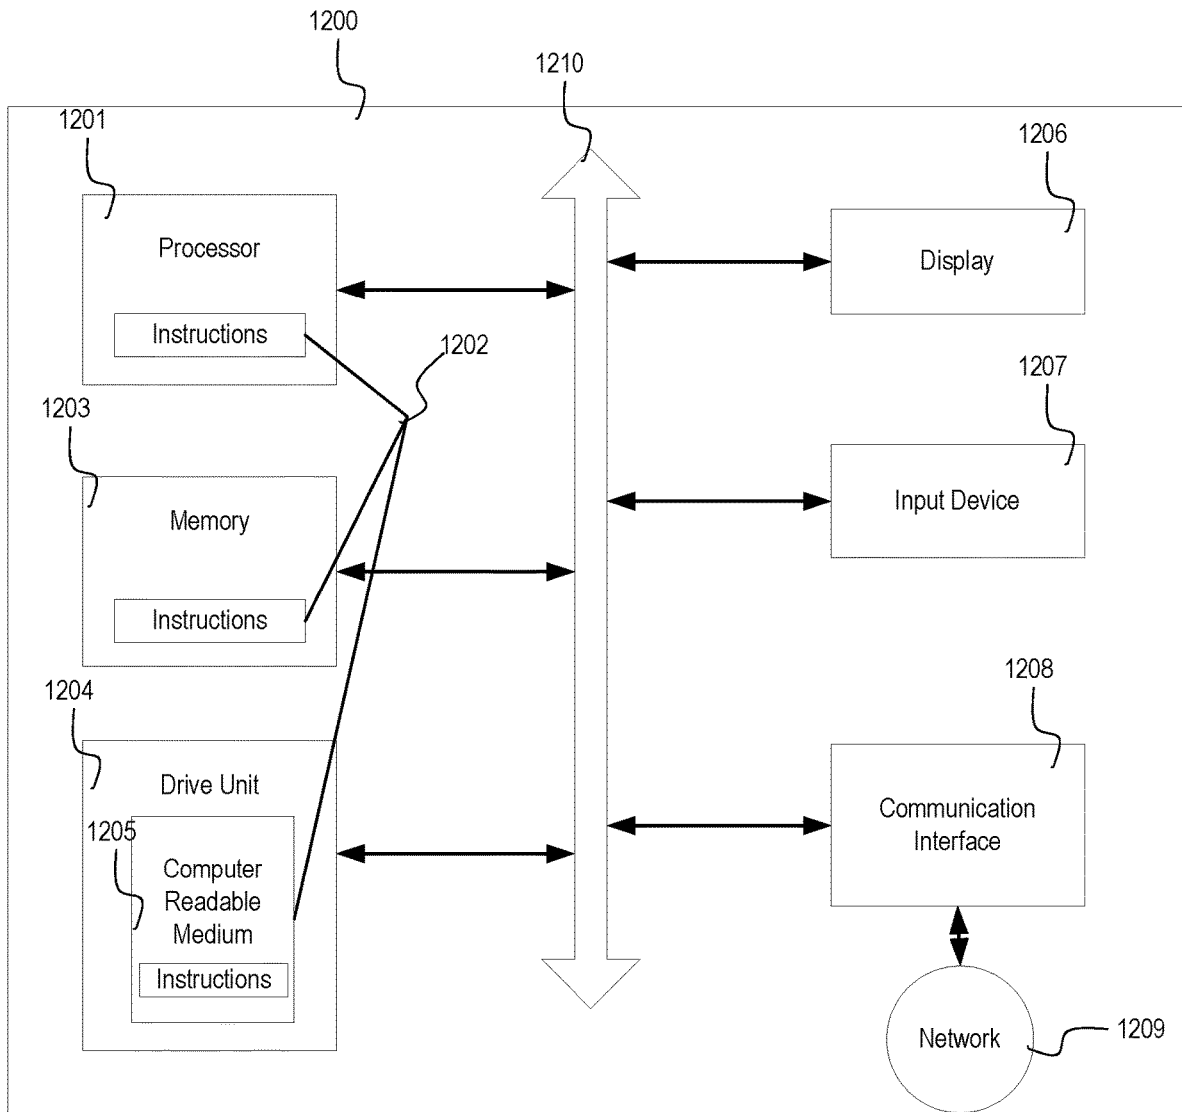 1200
1210
1201
1206
Processor
Display
Instructions
1202
1207
1203
Input Device
Memory
Instructions
1208
1204
Drive Unit
Communication
Interface
1205
Computer
Readable
Medium
Instructions
Network
1209